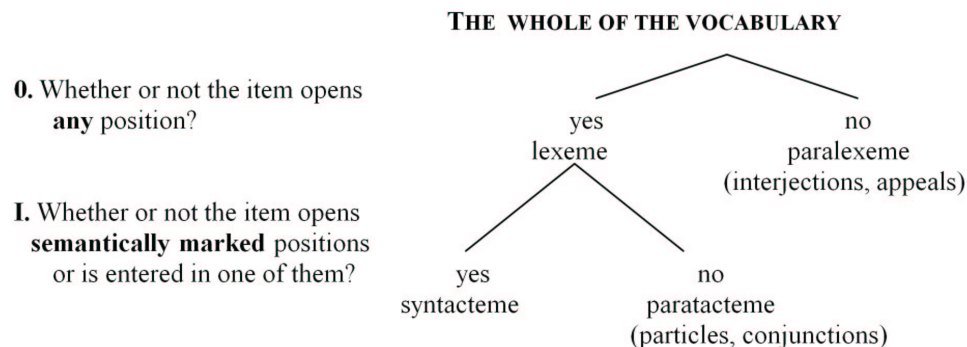 THE WHOLE OF THE VOCABULARY
0. Whether or not the item opens
any position?
yes
lexeme
no
paralexeme
(interjections, appeals)
I. Whether or not the item opens
semantically marked positions
or is entered in one of them?
yes
syntacteme
no
paratacteme
(particles, conjunctions)